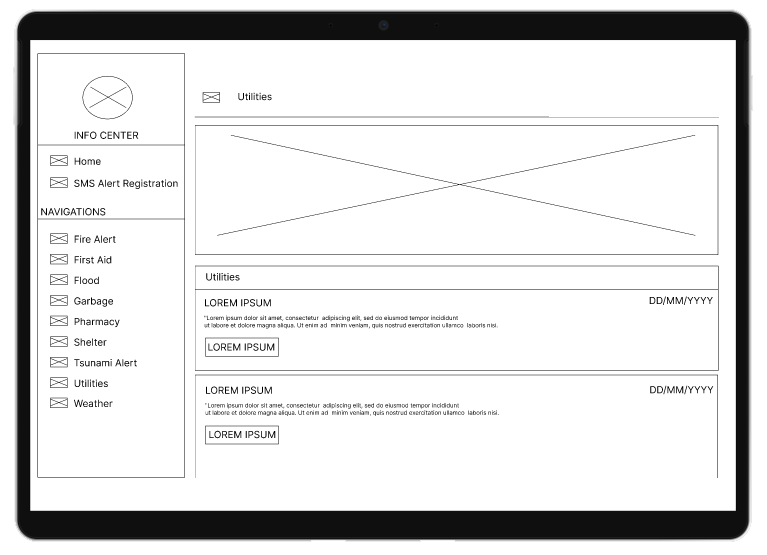 INFO CENTER
Home
SMS Alert Registration
NAVIGATIONS
Fire Alert
First Aid
Flood
Garbage
Pharmacy
Shelter
Tsunami Alert
Utilities
Weather
Utilities
Utilities
LOREM IPSUM
DD/MM/YYYY
"Lorem ipsum dolor sit amet, consectetur adipiscing elit, sed do eiusmod tempor incididunt
ut labore et dolore magna aliqua. Ut enim ad minim veniam, quis nostrud exercitation ullamco laboris nisi.
LOREM IPSUM
LOREM IPSUM
DD/MM/YYYY
"Lorem ipsum dolor sit amet, consectetur adipiscing elit, sed do eiusmod tempor incididunt
ut labore et dolore magna aliqua. Ut enim ad minim veniam, quis nostrud exercitation ullamco laboris nisi.
LOREM IPSUM